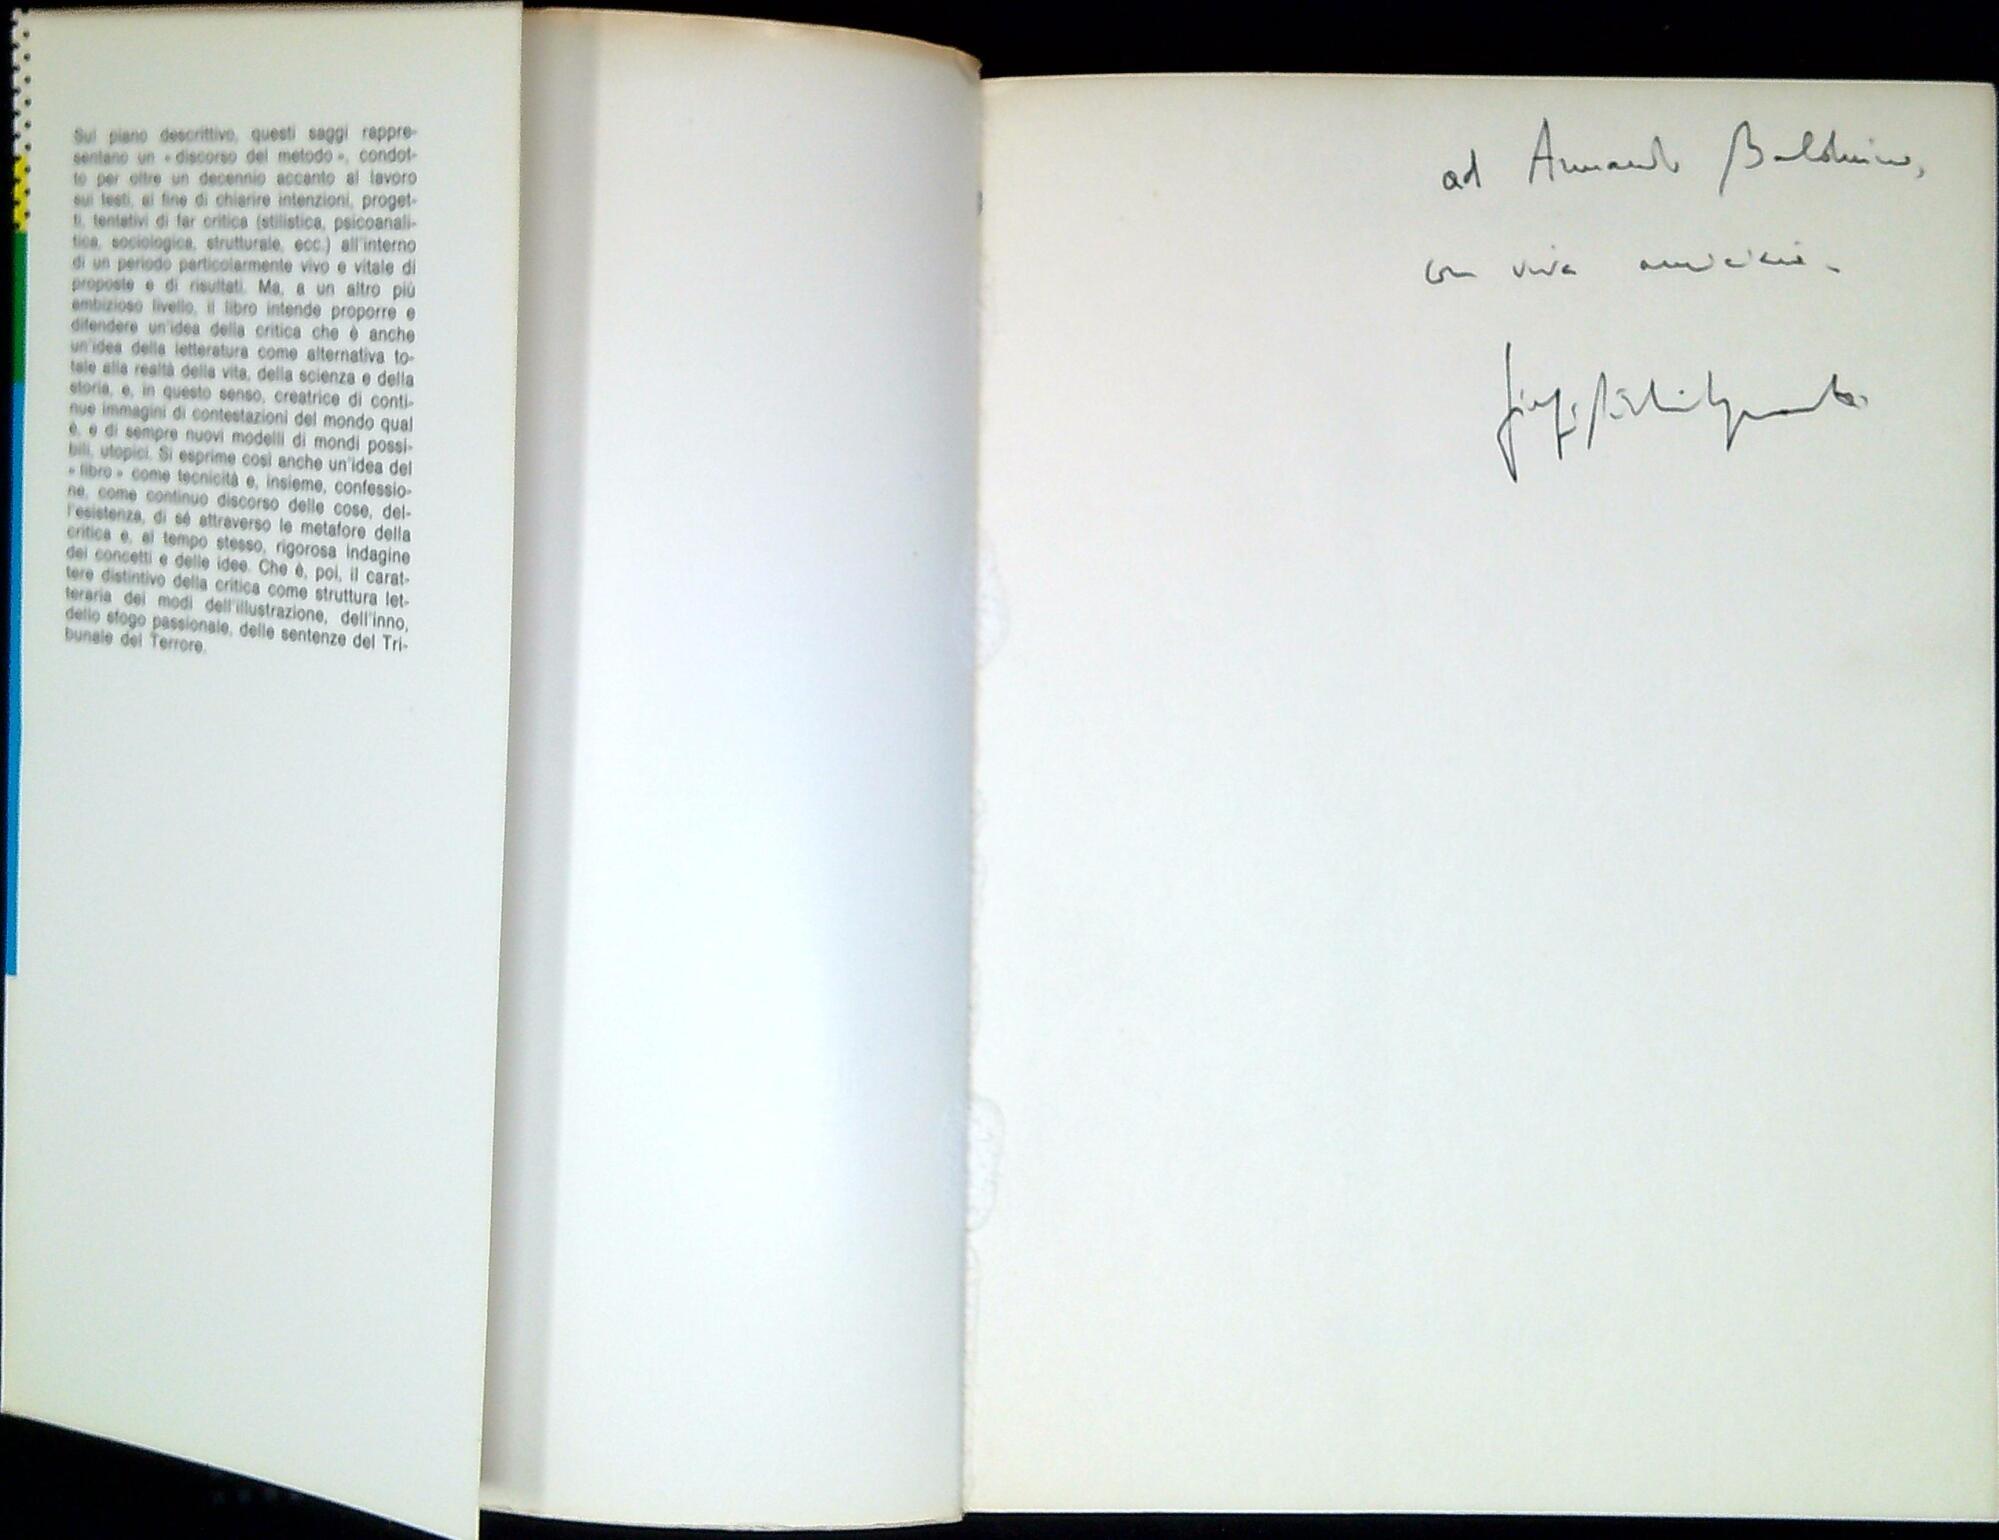 Sul piano descrittivo, questi saggi rappre-
sentano un « discorso del metodo », condot-
to per oltre un decennio accanto al lavoro
sui testi, al fine di chiarire intenzioni, proget-
ti, tentativi di far critica (stilistica, psicoanali-
tica, sociologica, strutturale, ecc.) all'interno
di un periodo particolarmente vivo e vitale di
proposte e di risultati. Ma, a un altro più
ambizioso livello, il libro intende proporre e
difendere un'idea della critica che è anche
un'idea della letteratura come alternativa to-
tale alla realtà della vita, della scienza e della
storia, e, in questo senso, creatrice di conti-
nue immagini di contestazioni del mondo qual
è, e di sempre nuovi modelli di mondi possi-
bili, utopici. Si esprime così anche un'idea del
« libro » come tecnicità e, insieme, confessio-
ne, come continuo discorso delle cose, del-
l'esistenza, di sé attraverso le metafore della
critica e, al tempo stesso, rigorosa indagine
dei concetti e delle idee. Che è, poi, il carat-
tere distintivo della critica come struttura let-
teraria dei modi dell'illustrazione, dell'inno,
dello sfogo passionale, delle sentenze del Tri-
bunale del Terrore.
ad Armando Balduino,
con viva amicizia.